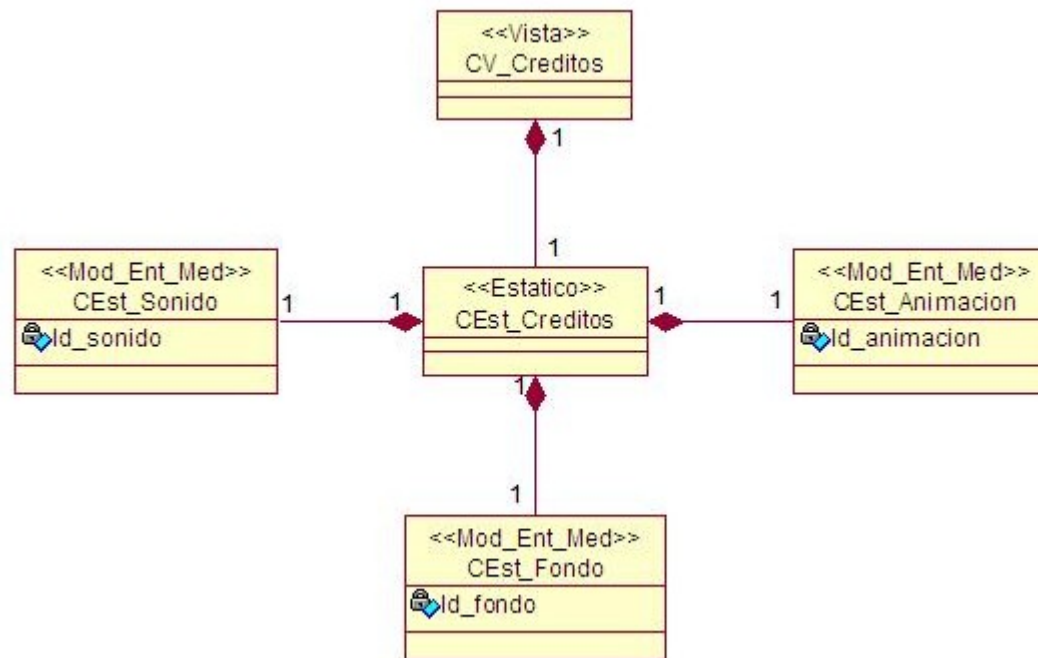 <<Vista>>
CV_Creditos
1
1
<<Mod_Ent_Med>>
CEst_Sonido
Id_sonido
1
1
<<Estatico>>
CEst_Creditos
1
1
<<Mod_Ent_Med>>
CEst_Animacion
Id_animacion
1
1
<<Mod_Ent_Med>>
CEst_Fondo
Id_fondo